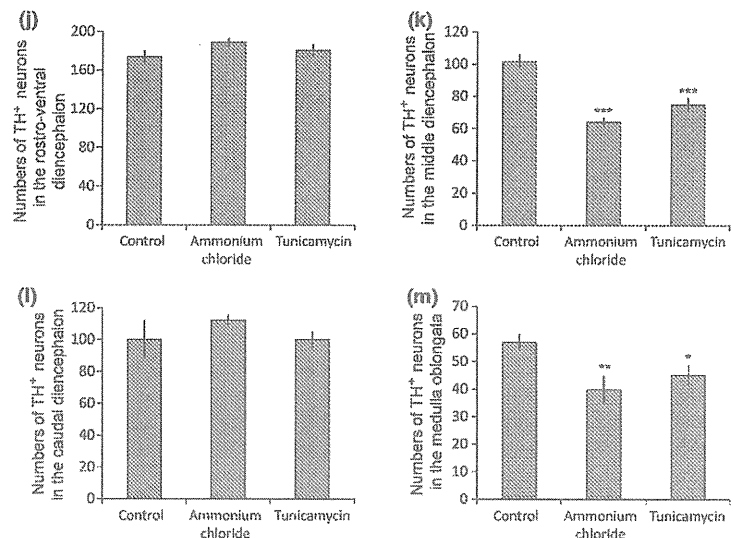 (j)
Numbers of TH⁺ neurons
in the rostro-ventral
diencephalon
200
160
120
80
40
0
Control
Ammonium
chloride
Tunicamycin
(k)
Numbers of TH⁺ neurons
in the middle diencephalon
120
100
80
60
40
20
0
***
***
Control
Ammonium
chloride
Tunicamycin
(l)
Numbers of TH⁺ neurons
in the caudal diencephalon
120
100
80
60
40
20
0
Control
Ammonium
chloride
Tunicamycin
(m)
Numbers of TH⁺ neurons
in the medulla oblongata
70
60
50
40
30
20
10
0
**
*
Control
Ammonium
chloride
Tunicamycin